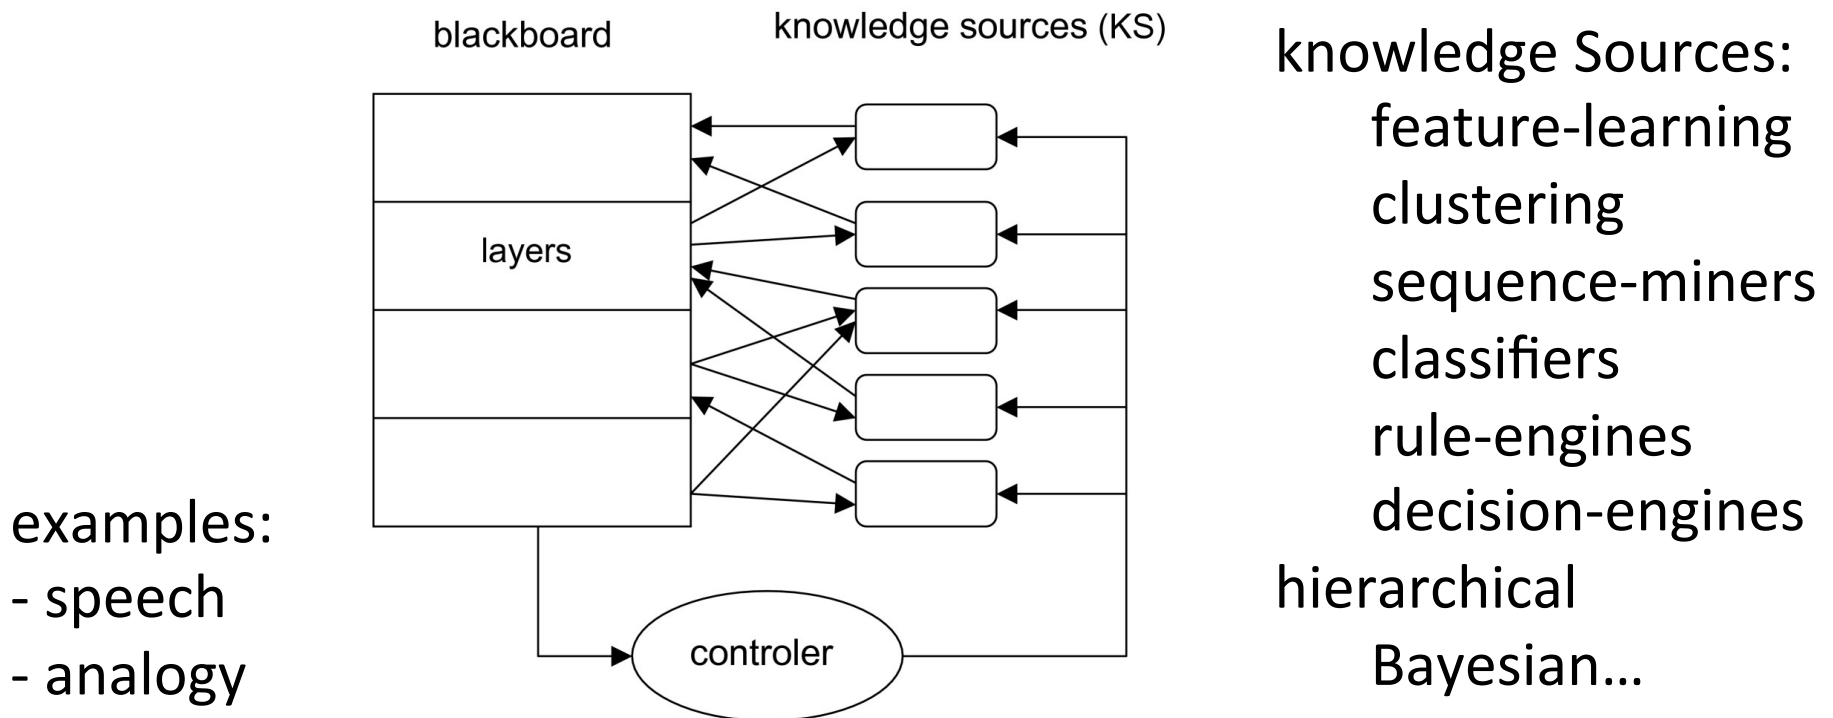 blackboard
knowledge sources (KS)
layers
controler
examples:
- speech
- analogy
knowledge Sources:
feature-learning
clustering
sequence-miners
classifiers
rule-engines
decision-engines
hierarchical
Bayesian...